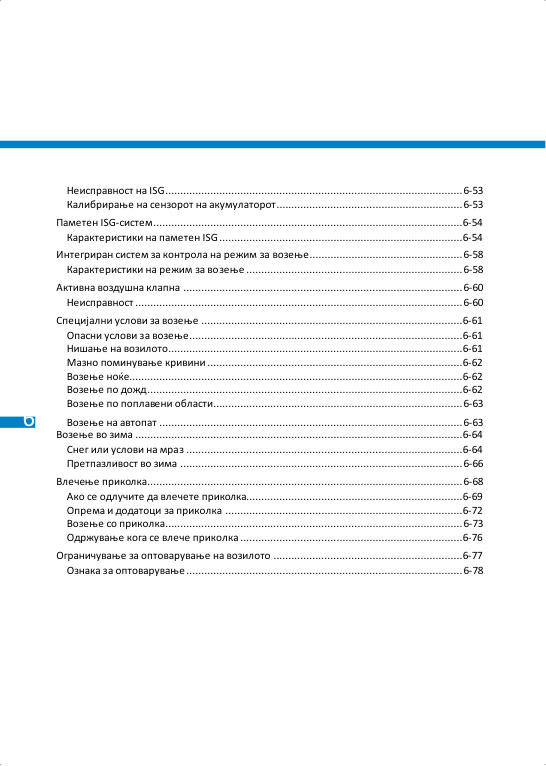 Неисправност на ISG........................................................................6-53
Калибрирање на сензорот на акумулаторот........................................6-53
Паметен ISG-систем........................................................................6-54
Карактеристики на паметен ISG........................................................6-54
Интегриран систем за контрола на режим за возење............................6-58
Карактеристики на режим за возење..................................................6-58
Активна воздушна клапна ................................................................6-60
Неисправност.................................................................................6-60
Специјални услови за возење ...........................................................6-61
Опасни услови за возење.................................................................6-61
Нишање на возилото.......................................................................6-61
Мазно поминување кривини.............................................................6-62
Возење ноќе...................................................................................6-62
Возење по дожд..............................................................................6-62
Возење по поплавени области..........................................................6-63
Возење на автопат ..........................................................................6-63
Возење во зима ..............................................................................6-64
Снег или услови на мраз ..................................................................6-64
Претпазливост во зима ...................................................................6-66
Влечење приколка...........................................................................6-68
Ако се одлучите да влечете приколка.................................................6-69
Опрема и додатоци за приколка .......................................................6-72
Возење со приколка........................................................................6-73
Одржување кога се влече приколка...................................................6-76
Ограничување за оптоварување на возилото .....................................6-77
Ознака за оптоварување..................................................................6-78